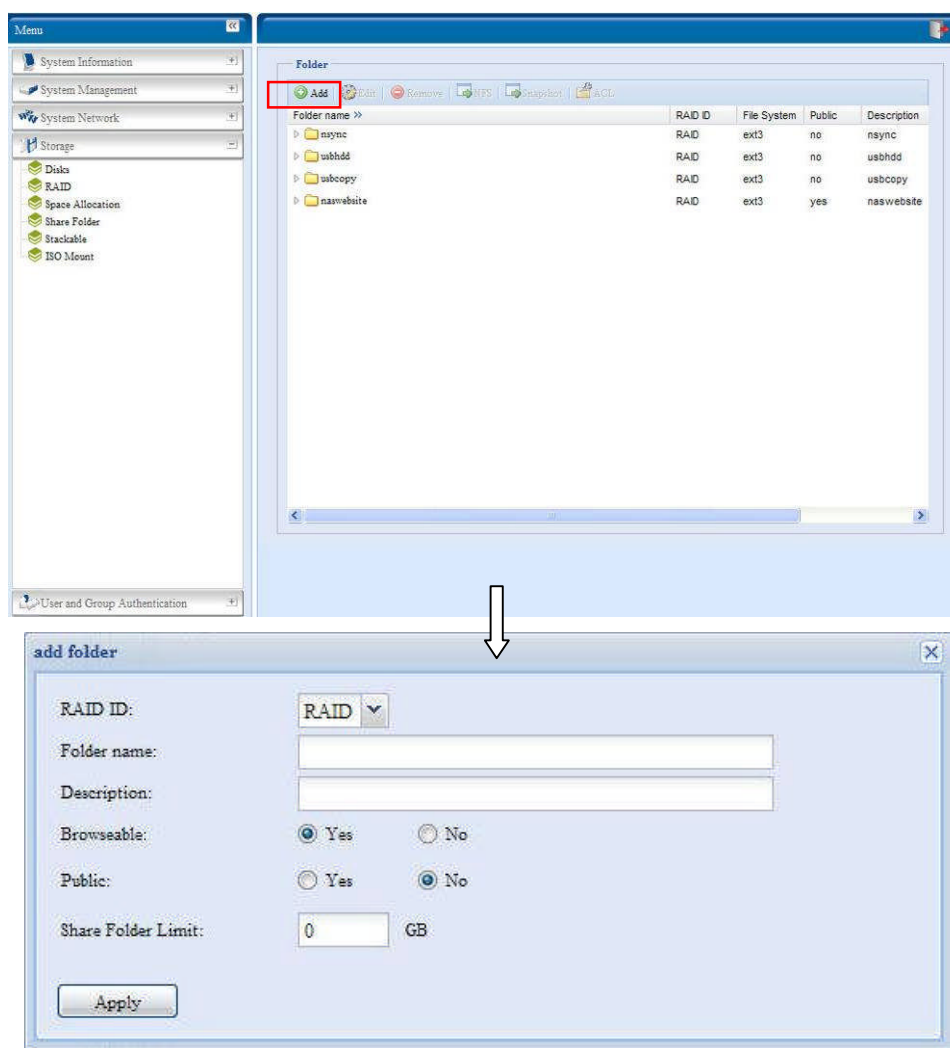 Menu
System Information
System Management
System Network
Storage
Disks
RAID
Space Allocation
Share Folder
Stackable
ISO Mount
User and Group Authentication
Folder
Add Edit Remove NFS Snapshot ACL
Folder name » RAID ID File System Public Description
nsync RAID ext3 no nsync
usbhdd RAID ext3 no usbhdd
usbcopy RAID ext3 no usbcopy
naswebsite RAID ext3 yes naswebsite
add folder
RAID ID: RAID
Folder name:
Description:
Browseable: Yes No
Public: Yes No
Share Folder Limit: 0 GB
Apply